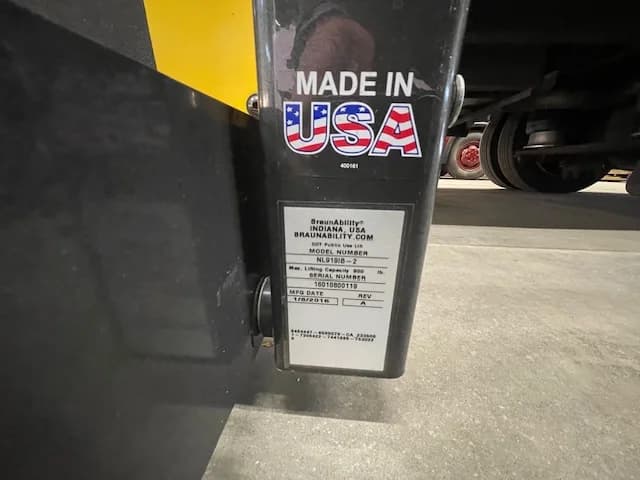 MADE IN
USA
400161
BraunAbility®
INDIANA, USA
BRAUNABILITY.COM
DOT Public Use Lift
MODEL NUMBER
NL919IB-2
Max. Lifting Capacity 800 lb.
SERIAL NUMBER
16010800119
MFG DATE REV
1/8/2016 A